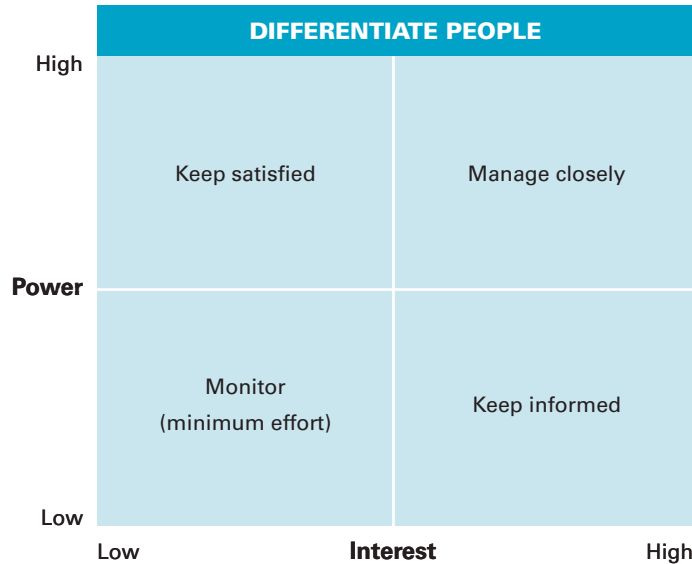 DIFFERENTIATE PEOPLE
High
Keep satisfied
Manage closely
Power
Monitor
(minimum effort)
Keep informed
Low
Low
Interest
High